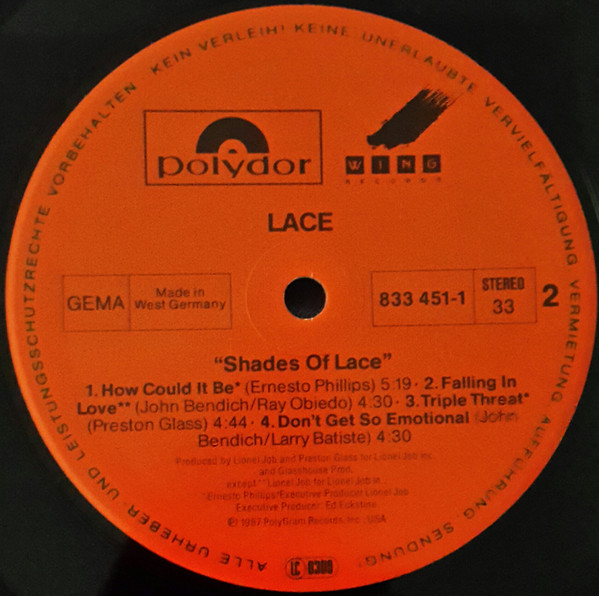 ALLE URHEBER- UND LEISTUNGSSCHUTZRECHTE VORBEHALTEN · KEIN VERLEIH! KEINE UNERLAUBTE VERVIELFÄLTIGUNG VERMIETUNG AUFFÜHRUNG SENDUNG!
polydor
WING
RECORDS
LACE
GEMA
Made in
West Germany
833 451-1
STEREO
33
2
"Shades Of Lace"
1. How Could It Be* (Ernesto Phillips) 5:19 · 2. Falling In
Love** (John Bendich/Ray Obiedo) 4:30 · 3. Triple Threat*
(Preston Glass) 4:44 · 4. Don't Get So Emotional (John
Bendich/Larry Batiste) 4:30
Produced by Lionel Job and Preston Glass for Lionel Job Inc.
and Glasshouse Prod.
except **Lionel Job for Lionel Job In
Ernesto Phillips/Executive Producer Lionel Job
Executive Producer: Ed Eckstine
Ⓟ 1987 PolyGram Records, Inc., USA
LC 0309